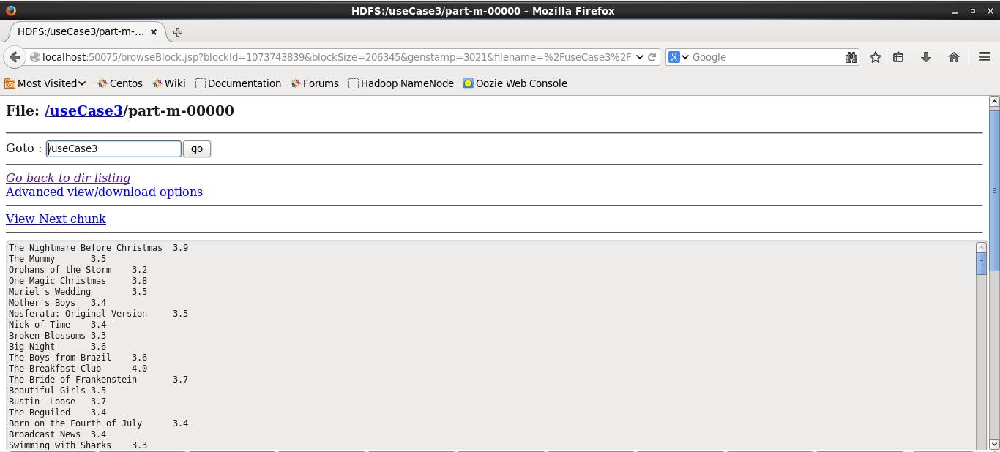 HDFS:/useCase3/part-m-00000 - Mozilla Firefox
HDFS:/useCase3/part-m-...
localhost:50075/browseBlock.jsp?blockId=1073743839&blockSize=206345&genstamp=3021&filename=%2FuseCase3%2F
Google
Most Visited Centos Wiki Documentation Forums Hadoop NameNode Oozie Web Console
File: /useCase3/part-m-00000
Goto : /useCase3 go
Go back to dir listing
Advanced view/download options
View Next chunk
The Nightmare Before Christmas 3.9
The Mummy 3.5
Orphans of the Storm 3.2
One Magic Christmas 3.8
Muriel's Wedding 3.5
Mother's Boys 3.4
Nosferatu: Original Version 3.5
Nick of Time 3.4
Broken Blossoms 3.3
Big Night 3.6
The Boys from Brazil 3.6
The Breakfast Club 4.0
The Bride of Frankenstein 3.7
Beautiful Girls 3.5
Bustin' Loose 3.7
The Beguiled 3.4
Born on the Fourth of July 3.4
Broadcast News 3.4
Swimming with Sharks 3.3